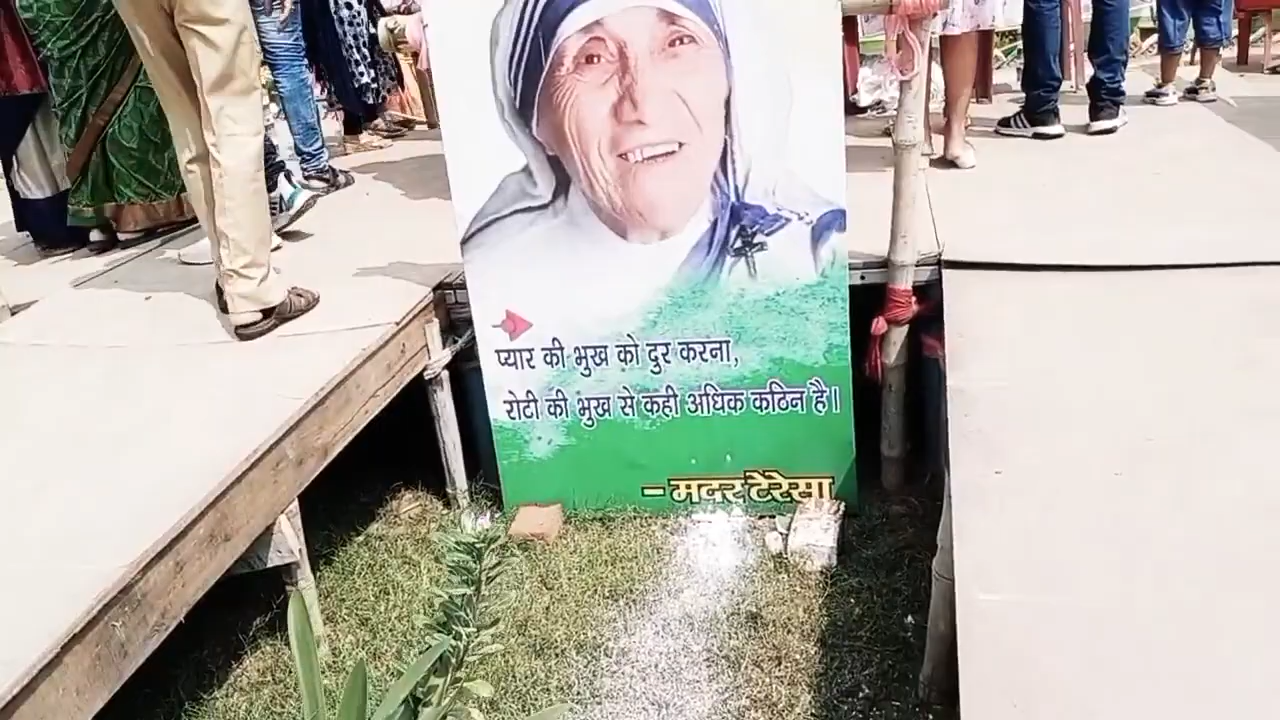 प्यार की भुख को दुर करना,
रोटी की भुख से कही अधिक कठिन है।
– मदर टेरेसा